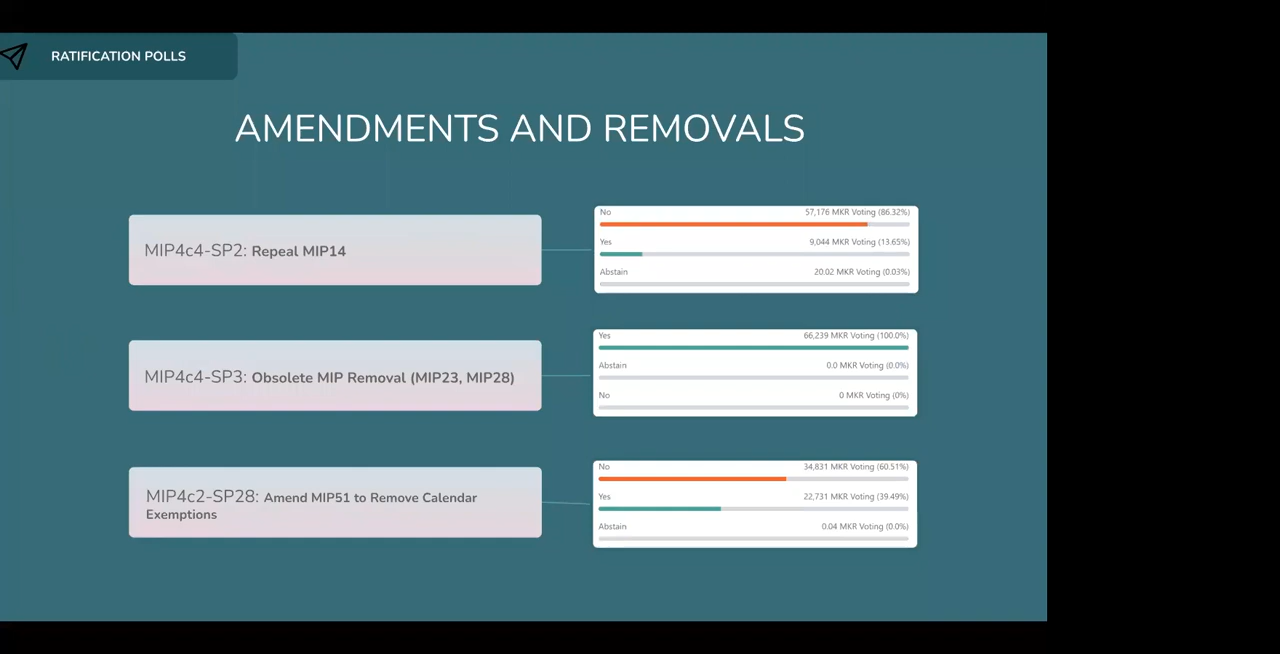 RATIFICATION POLLS
AMENDMENTS AND REMOVALS
MIP4c4-SP2: Repeal MIP14
No 57,176 MKR Voting (86.32%)
Yes 9,044 MKR Voting (13.65%)
Abstain 20.02 MKR Voting (0.03%)
MIP4c4-SP3: Obsolete MIP Removal (MIP23, MIP28)
Yes 66,239 MKR Voting (100.0%)
Abstain 0.0 MKR Voting (0.0%)
No 0 MKR Voting (0%)
MIP4c2-SP28: Amend MIP51 to Remove Calendar
Exemptions
No 34,831 MKR Voting (60.51%)
Yes 22,731 MKR Voting (39.49%)
Abstain 0.04 MKR Voting (0.0%)